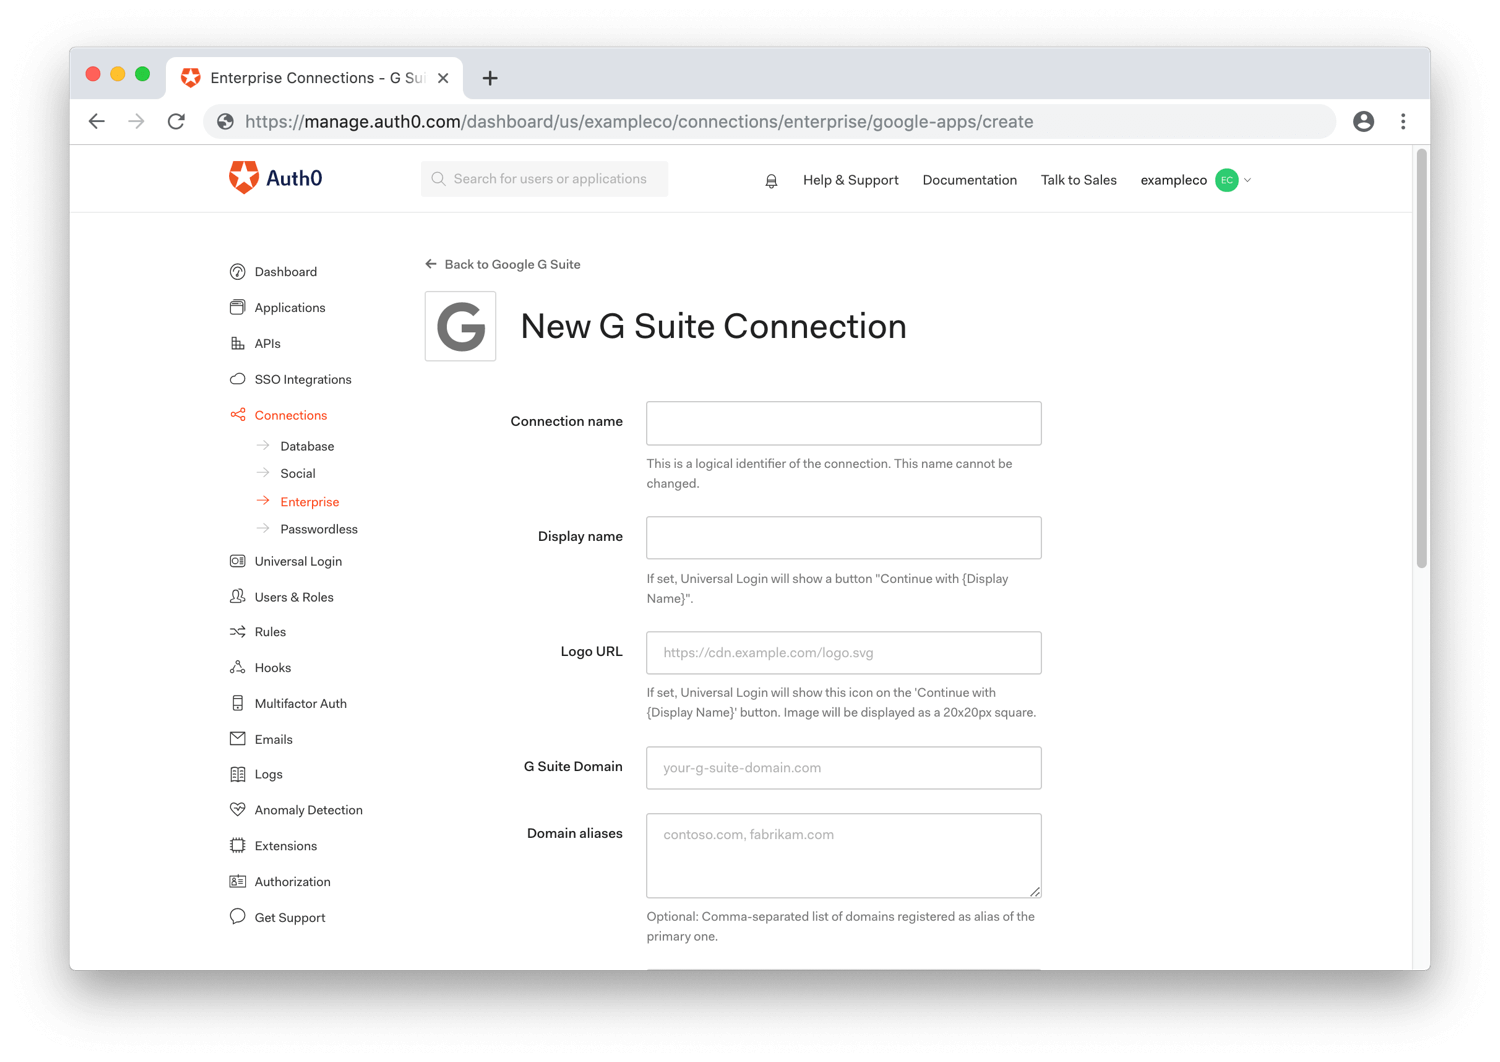 Enterprise Connections - G Sui
https://manage.auth0.com/dashboard/us/exampleco/connections/enterprise/google-apps/create
Auth0
Search for users or applications
Help & Support
Documentation
Talk to Sales
exampleco
EC
Dashboard
Applications
APIs
SSO Integrations
Connections
Database
Social
Enterprise
Passwordless
Universal Login
Users & Roles
Rules
Hooks
Multifactor Auth
Emails
Logs
Anomaly Detection
Extensions
Authorization
Get Support
Back to Google G Suite
G
New G Suite Connection
Connection name
This is a logical identifier of the connection. This name cannot be
changed.
Display name
If set, Universal Login will show a button "Continue with {Display
Name}".
Logo URL
https://cdn.example.com/logo.svg
If set, Universal Login will show this icon on the 'Continue with
{Display Name}' button. Image will be displayed as a 20x20px square.
G Suite Domain
your-g-suite-domain.com
Domain aliases
contoso.com, fabrikam.com
Optional: Comma-separated list of domains registered as alias of the
primary one.